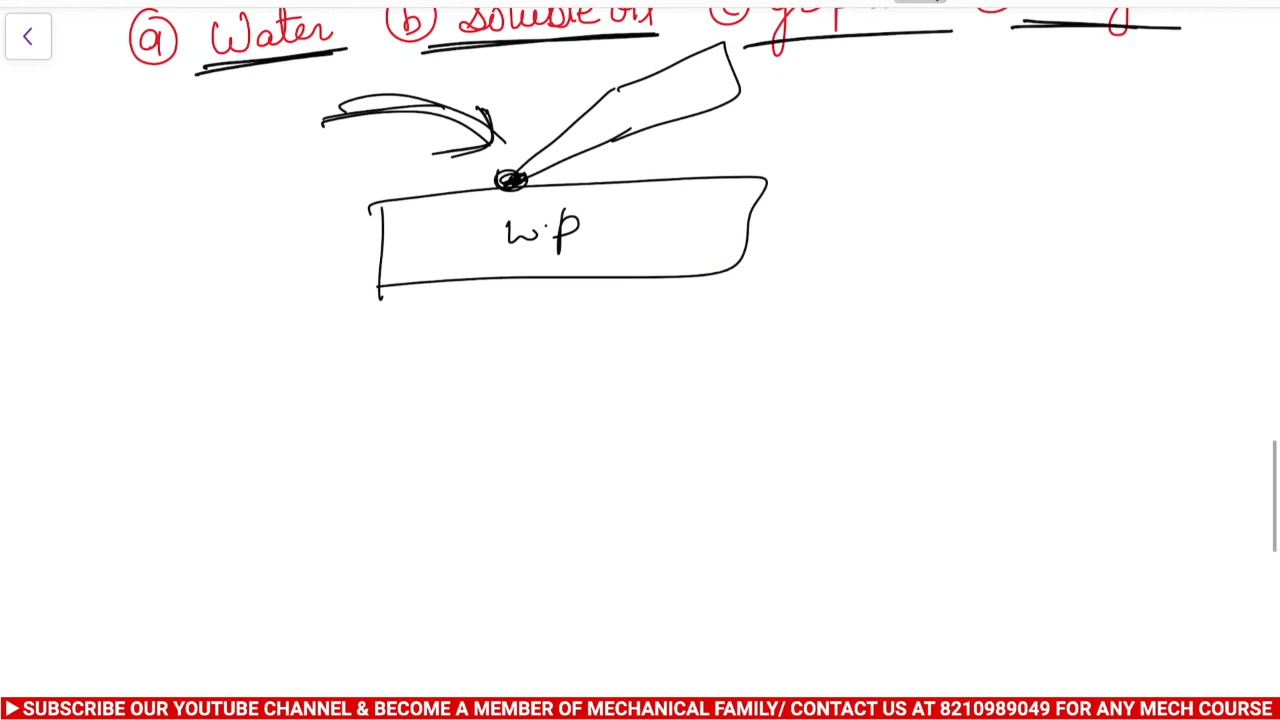 (a) Water (b) soluble oil
w.p
▶ SUBSCRIBE OUR YOUTUBE CHANNEL & BECOME A MEMBER OF MECHANICAL FAMILY/ CONTACT US AT 8210989049 FOR ANY MECH COURSE